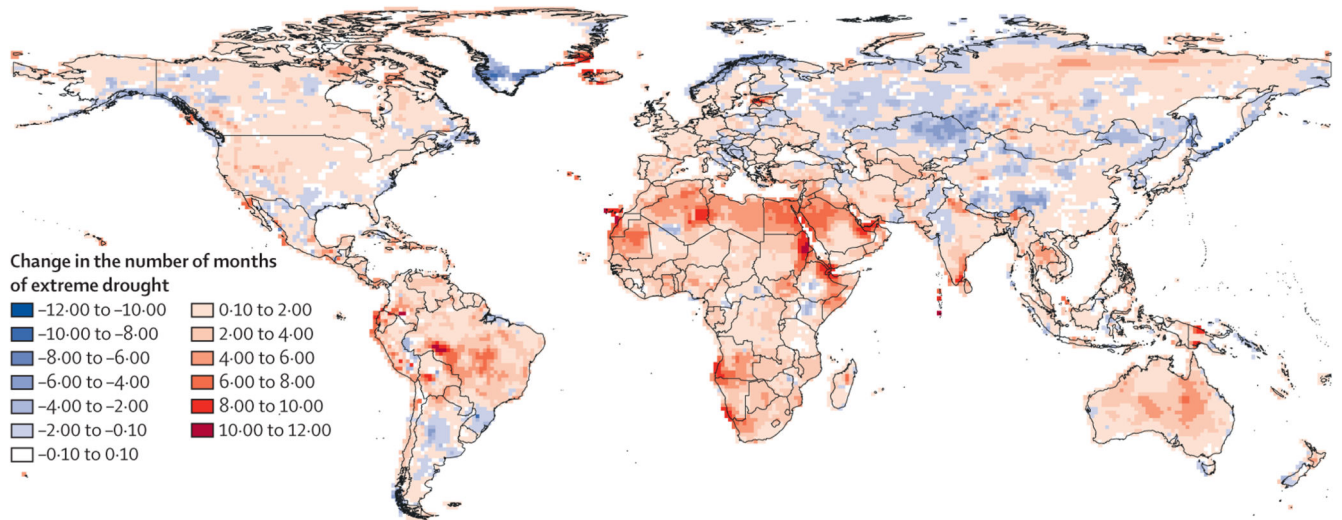 Change in the number of months
of extreme drought
–12·00 to –10·00
–10·00 to –8·00
–8·00 to –6·00
–6·00 to –4·00
–4·00 to –2·00
–2·00 to –0·10
–0·10 to 0·10
0·10 to 2·00
2·00 to 4·00
4·00 to 6·00
6·00 to 8·00
8·00 to 10·00
10·00 to 12·00